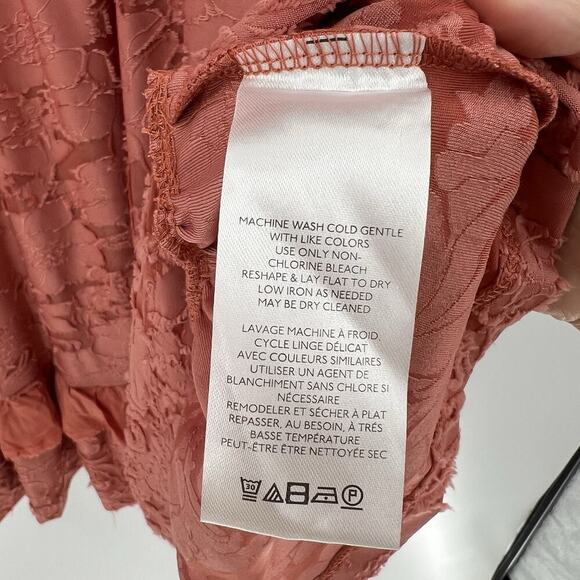 MACHINE WASH COLD GENTLE
WITH LIKE COLORS
USE ONLY NON-
CHLORINE BLEACH
RESHAPE & LAY FLAT TO DRY
LOW IRON AS NEEDED
MAY BE DRY CLEANED
LAVAGE MACHINE À FROID.
CYCLE LINGE DÉLICAT
AVEC COULEURS SIMILAIRES
UTILISER UN AGENT DE
BLANCHIMENT SANS CHLORE SI
NÉCESSAIRE
REMODELER ET SÉCHER À PLAT
REPASSER, AU BESOIN, À TRÉS
BASSE TEMPÉRATURE
PEUT-ÊTRE ÊTRE NETTOYÉE SEC
30 P